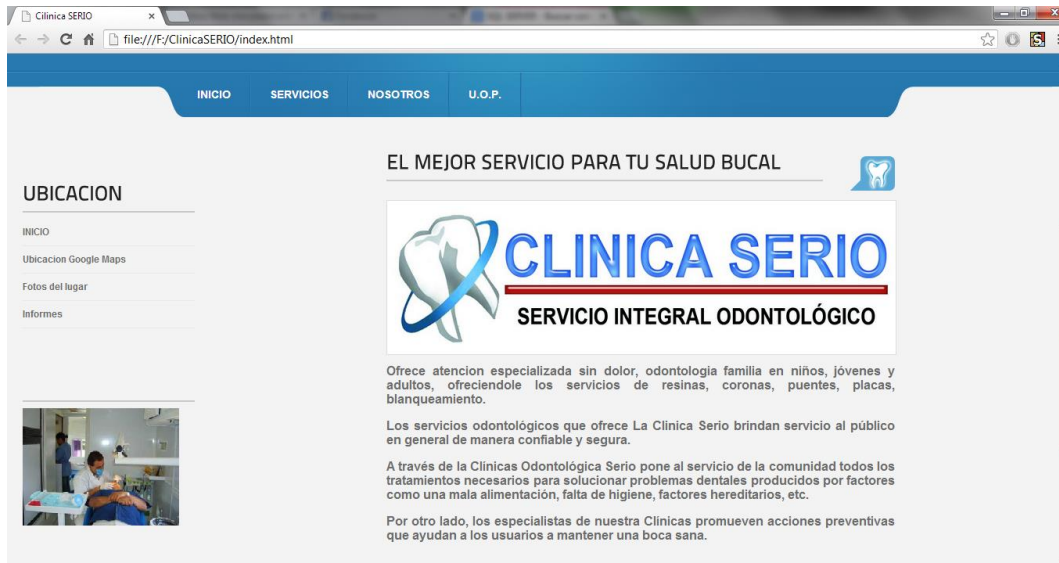 Cilinica SERIO
file:///F:/ClinicaSERIO/index.html
INICIO SERVICIOS NOSOTROS U.O.P.
UBICACION
INICIO
Ubicacion Google Maps
Fotos del lugar
Informes
EL MEJOR SERVICIO PARA TU SALUD BUCAL
CLINICA SERIO
SERVICIO INTEGRAL ODONTOLÓGICO
Ofrece atencion especializada sin dolor, odontologia familia en niños, jóvenes y
adultos, ofreciendole los servicios de resinas, coronas, puentes, placas,
blanqueamiento.
Los servicios odontológicos que ofrece La Clinica Serio brindan servicio al público
en general de manera confiable y segura.
A través de la Clinicas Odontológica Serio pone al servicio de la comunidad todos los
tratamientos necesarios para solucionar problemas dentales producidos por factores
como una mala alimentación, falta de higiene, factores hereditarios, etc.
Por otro lado, los especialistas de nuestra Clinicas promueven acciones preventivas
que ayudan a los usuarios a mantener una boca sana.